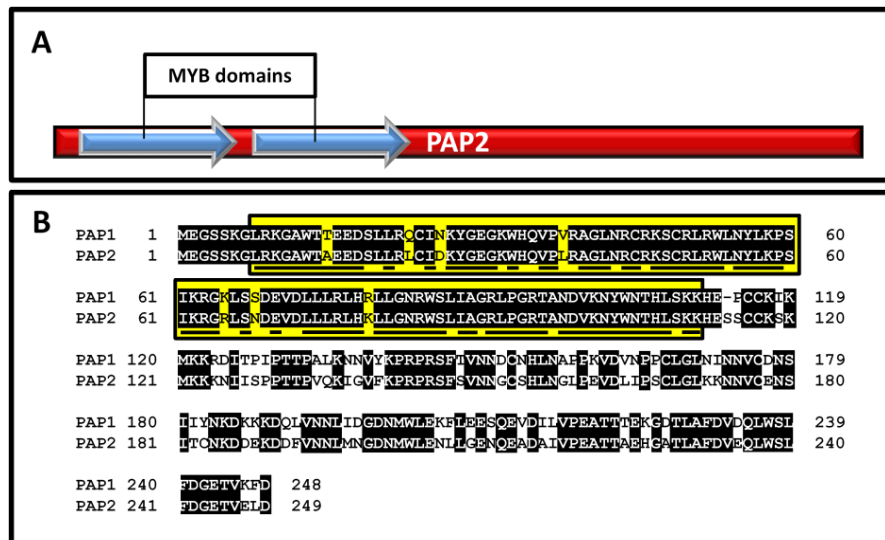 A
MYB domains
PAP2
B
PAP1 1 MEGSSKGLRKGAWTTEEDSLLRQCINKYGEGKWHQVPVRAGLNRCRKSCRLRWLNYLKPS 60
PAP2 1 MEGSSKGLRKGAWTAEEDSLLRLCIDKYGEGKWHQVPLRAGLNRCRKSCRLRWLNYLKPS 60
PAP1 61 IKRGKLSSDEVDLLLRLHRLLGNRWSLIAGRLPGRTANDVKNYWNTHLSKKHE-PCCKIK 119
PAP2 61 IKRGRLSNDEVDLLLRLHKLLGNRWSLIAGRLPGRTANDVKNYWNTHLSKKHESSCCKSK 120
PAP1 120 MKKRDITPIPTTPALKNNVYKPRPRSFTVNNDCNHLNAPPKVDVNPPCLGLNINNVCDNS 179
PAP2 121 MKKKNIISPPTTPVQKIGVFKPRPRSFSVNNGCSHLNGLPEVDLIPSCLGLKKNNVCENS 180
PAP1 180 IIYNKDKKKDQLVNNLIDGDNMWLEKFLEESQEVDILVPEATTTEKGDTLAFDVDQLWSL 239
PAP2 181 ITCNKDDEKDDFVNNLMNGDNMWLENLLGENQEADAIVPEATTAEHGATLAFDVEQLWSL 240
PAP1 240 FDGETVKFD 248
PAP2 241 FDGETVELD 249